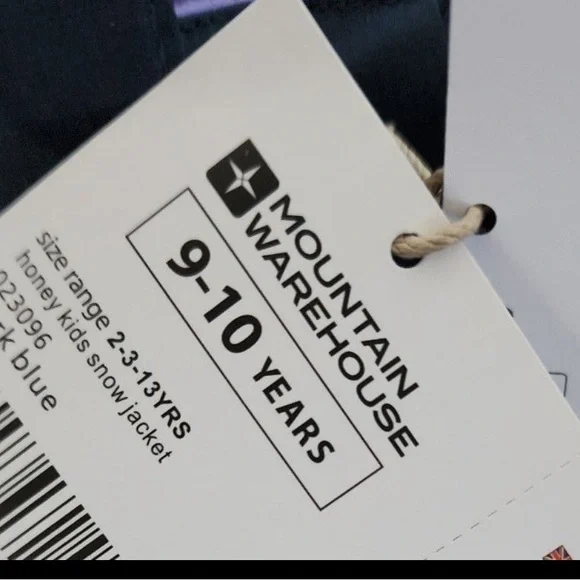 MOUNTAIN
WAREHOUSE
9-10 YEARS
size range 2-3-13YRS
honey kids snow jacket
023096
blue